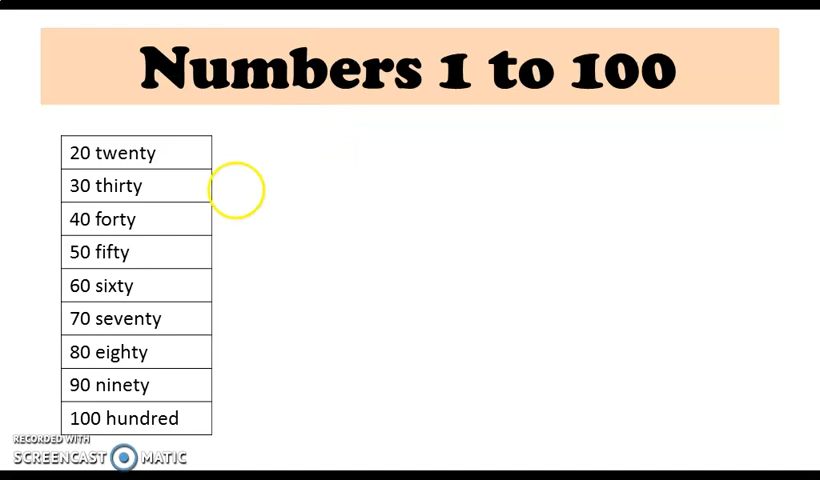 Numbers 1 to 100
20 twenty
30 thirty
40 forty
50 fifty
60 sixty
70 seventy
80 eighty
90 ninety
100 hundred
RECORDED WITH
SCREENCAST MATIC